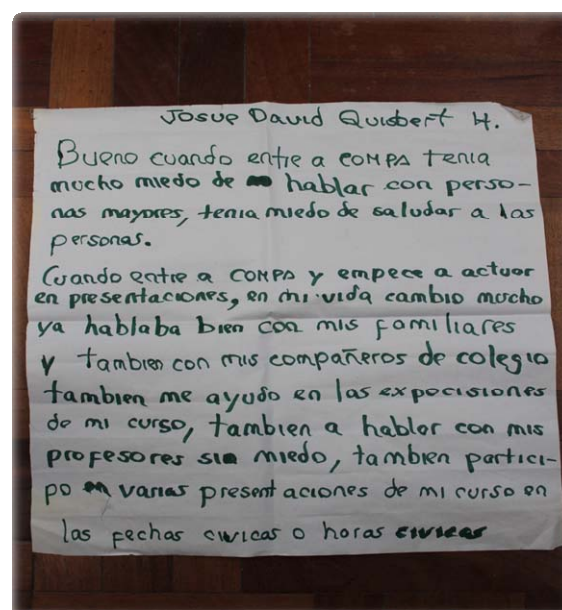 Josue David Quisbert H.
Bueno cuando entre a COMPA tenia
mucho miedo de hablar con perso-
nas mayores, tenia miedo de saludar a las
personas.
Cuando entre a COMPA y empece a actuar
en presentaciones, en mi vida cambio mucho
ya hablaba bien con mis familiares
y tambien con mis compañeros de colegio
tambien me ayudo en las expocisiones
de mi curso, tambien a hablar con mis
profesores sin miedo, tambien partici-
po en varias presentaciones de mi curso en
las fechas civicas o horas civicas